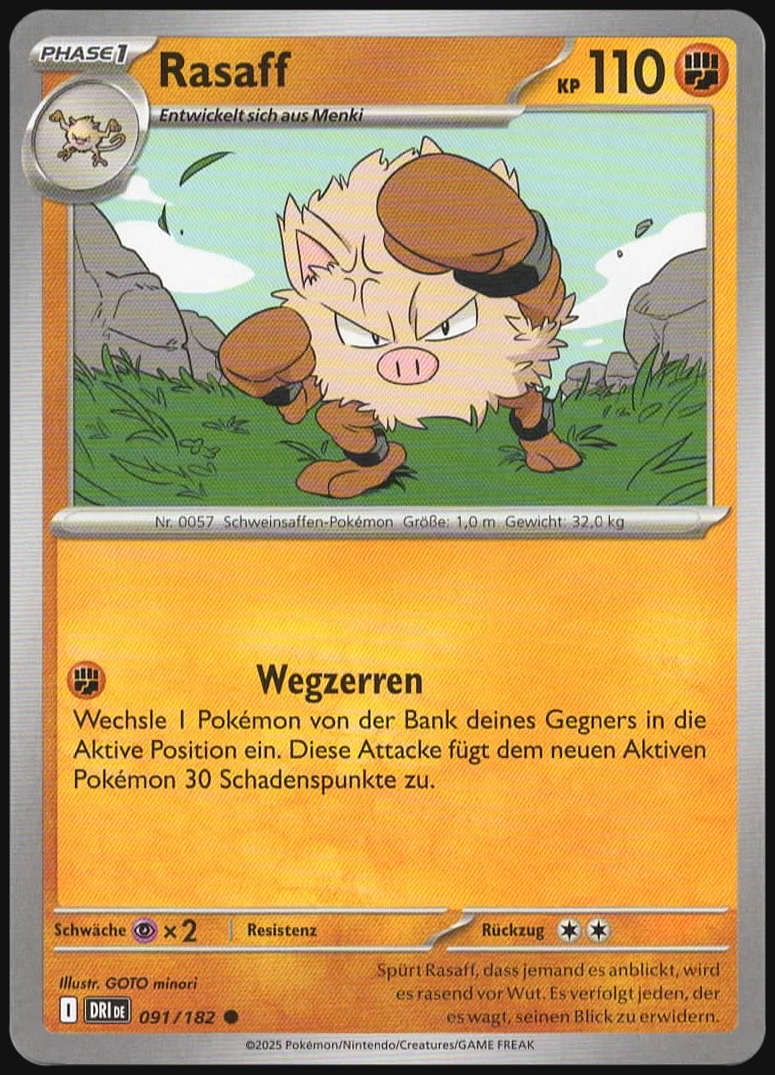 PHASE 1
Rasaff
KP 110
Entwickelt sich aus Menki
Nr. 0057 Schweinsaffen-Pokémon Größe: 1,0 m Gewicht: 32,0 kg
Wegzerren
Wechsle 1 Pokémon von der Bank deines Gegners in die
Aktive Position ein. Diese Attacke fügt dem neuen Aktiven
Pokémon 30 Schadenspunkte zu.
Schwäche ×2 Resistenz Rückzug
Illustr. GOTO minori
Spürt Rasaff, dass jemand es anblickt, wird
es rasend vor Wut. Es verfolgt jeden, der
es wagt, seinen Blick zu erwidern.
I DRI DE 091/182
©2025 Pokémon/Nintendo/Creatures/GAME FREAK